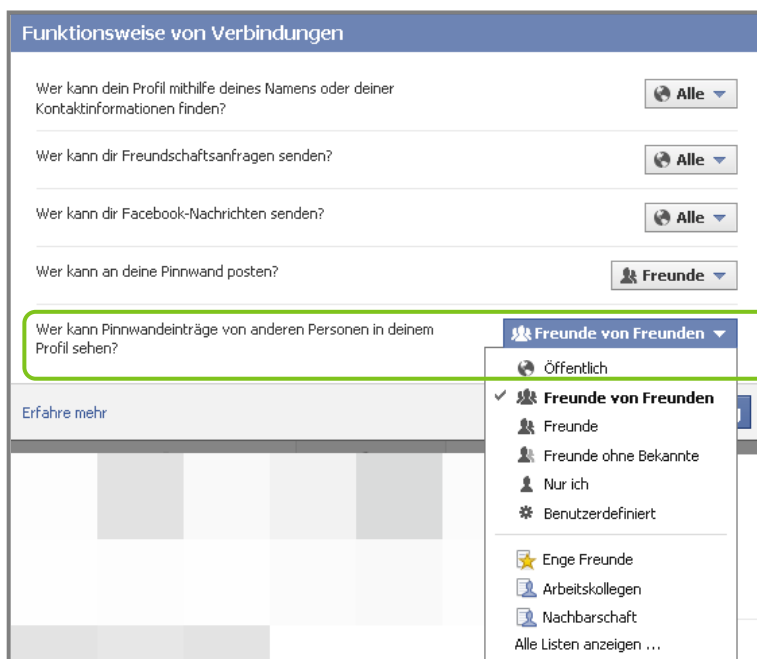 Funktionsweise von Verbindungen
Wer kann dein Profil mithilfe deines Namens oder deiner
Kontaktinformationen finden?
Alle
Wer kann dir Freundschaftsanfragen senden?
Alle
Wer kann dir Facebook-Nachrichten senden?
Alle
Wer kann an deine Pinnwand posten?
Freunde
Wer kann Pinnwandeinträge von anderen Personen in deinem
Profil sehen?
Freunde von Freunden
Öffentlich
Freunde von Freunden
Freunde
Freunde ohne Bekannte
Nur ich
Benutzerdefiniert
Enge Freunde
Arbeitskollegen
Nachbarschaft
Alle Listen anzeigen ...
Erfahre mehr